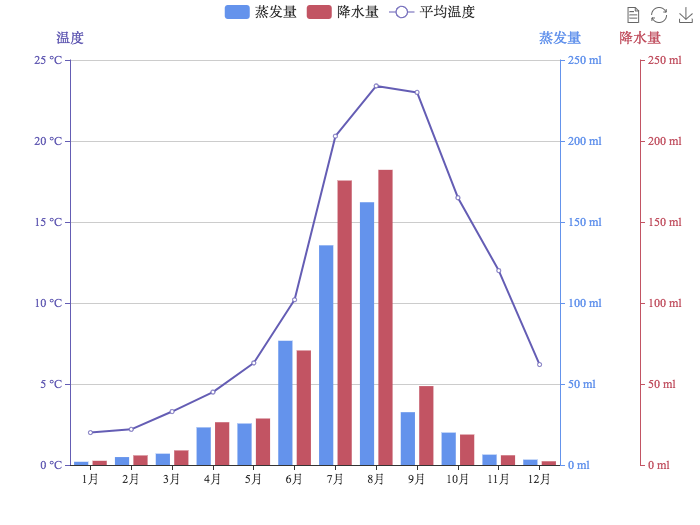 蒸发量 降水量 平均温度
温度 蒸发量 降水量
25 °C 250 ml 250 ml
20 °C 200 ml 200 ml
15 °C 150 ml 150 ml
10 °C 100 ml 100 ml
5 °C 50 ml 50 ml
0 °C 0 ml 0 ml
1月 2月 3月 4月 5月 6月 7月 8月 9月 10月 11月 12月